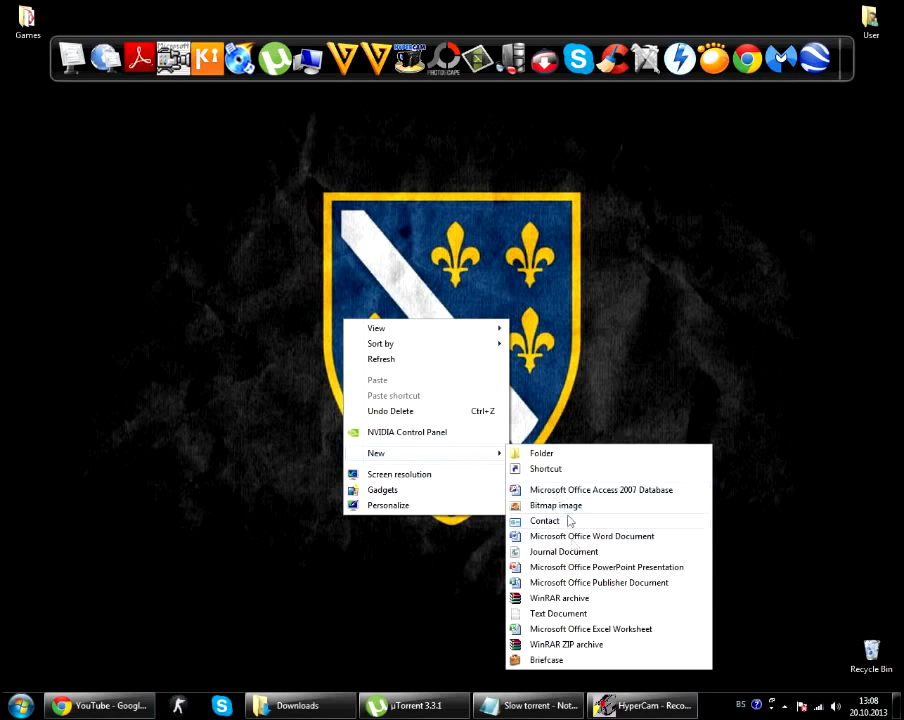 Games
User
Microsoft
Ki
HYPERCAM
PHOTOSCAPE
View
Sort by
Refresh
Paste
Paste shortcut
Undo Delete Ctrl+Z
NVIDIA Control Panel
New
Screen resolution
Gadgets
Personalize
Folder
Shortcut
Microsoft Office Access 2007 Database
Bitmap image
Contact
Microsoft Office Word Document
Journal Document
Microsoft Office PowerPoint Presentation
Microsoft Office Publisher Document
WinRAR archive
Text Document
Microsoft Office Excel Worksheet
WinRAR ZIP archive
Briefcase
Recycle Bin
YouTube - Googl...
Downloads
µTorrent 3.3.1
Slow torrent - Not...
HyperCam - Reco...
BS
13:08
20.10.2013